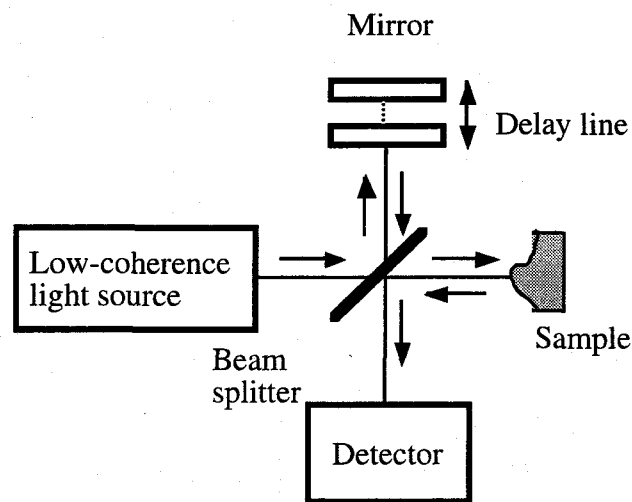 Mirror
Delay line
Low-coherence
light source
Sample
Beam
splitter
Detector